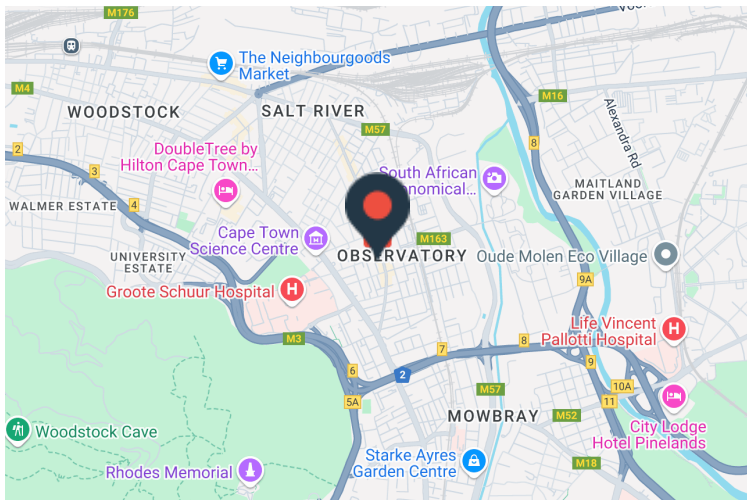 M176
Voor
The Neighbourgoods
Market
M4
M16
WOODSTOCK
SALT RIVER
M57
Alexandra Rd
8
2
DoubleTree by
Hilton Cape Town...
3
South African
onomical...
MAITLAND
GARDEN VILLAGE
WALMER ESTATE
4
Cape Town
Science Centre
M163
OBSERVATORY
Oude Molen Eco Village
UNIVERSITY
ESTATE
9A
Groote Schuur Hospital
H
Life Vincent
Pallotti Hospital
H
M3
7
8
6
2
9
10A
5A
M57
11
MOWBRAY
M52
City Lodge
Hotel Pinelands
Woodstock Cave
Starke Ayres
Garden Centre
M18
Rhodes Memorial